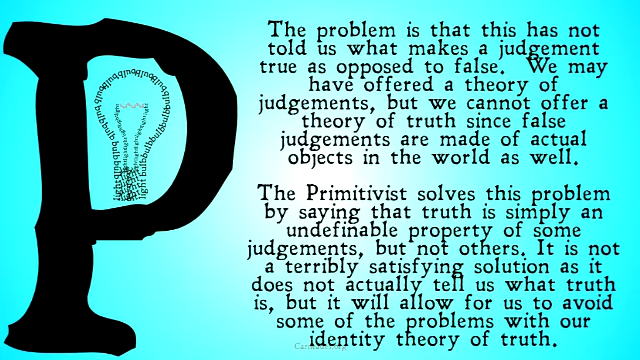 The problem is that this has not
told us what makes a judgement
true as opposed to false. We may
have offered a theory of
judgements, but we cannot offer a
theory of truth since false
judgements are made of actual
objects in the world as well.
The Primitivist solves this problem
by saying that truth is simply an
undefinable property of some
judgements, but not others. It is not
a terribly satisfying solution as it
does not actually tell us what truth
is, but it will allow for us to avoid
some of the problems with our
identity theory of truth.
P